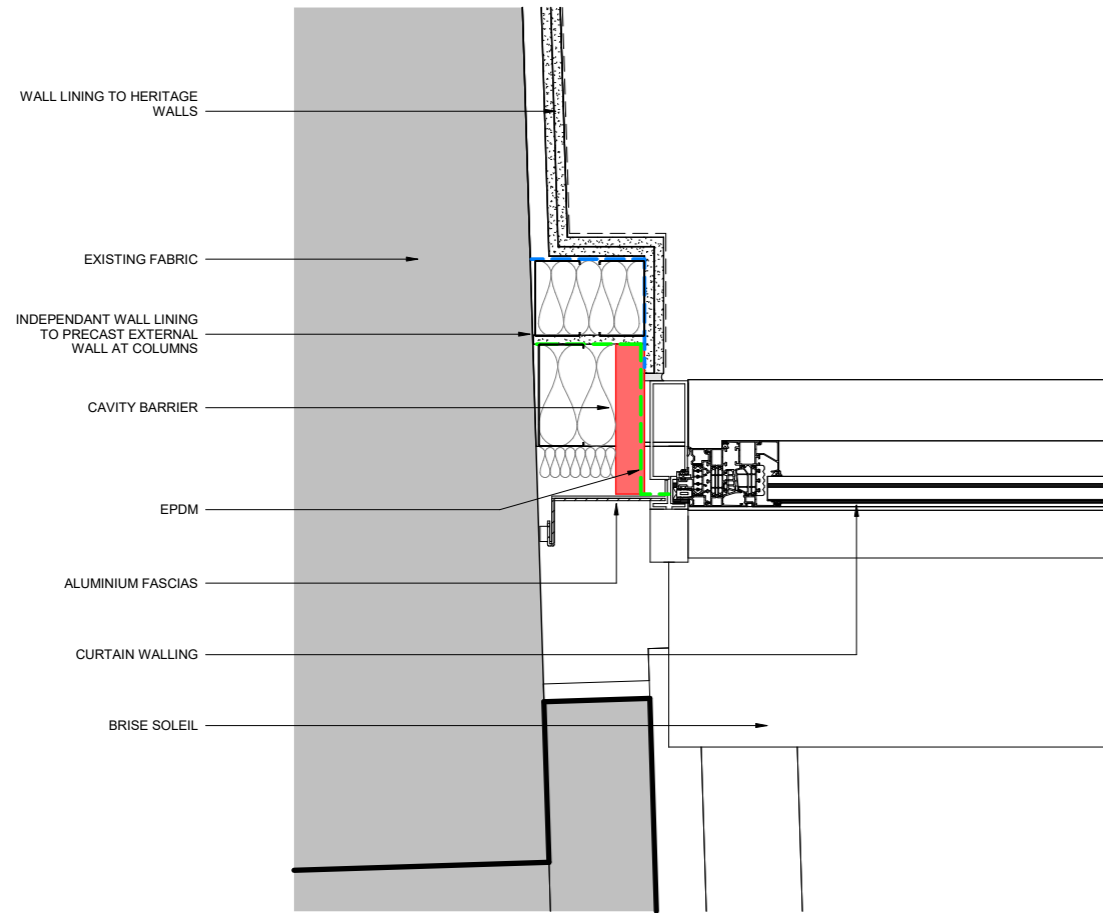 WALL LINING TO HERITAGE
WALLS
EXISTING FABRIC
INDEPENDANT WALL LINING
TO PRECAST EXTERNAL
WALL AT COLUMNS
CAVITY BARRIER
EPDM
ALUMINIUM FASCIAS
CURTAIN WALLING
BRISE SOLEIL